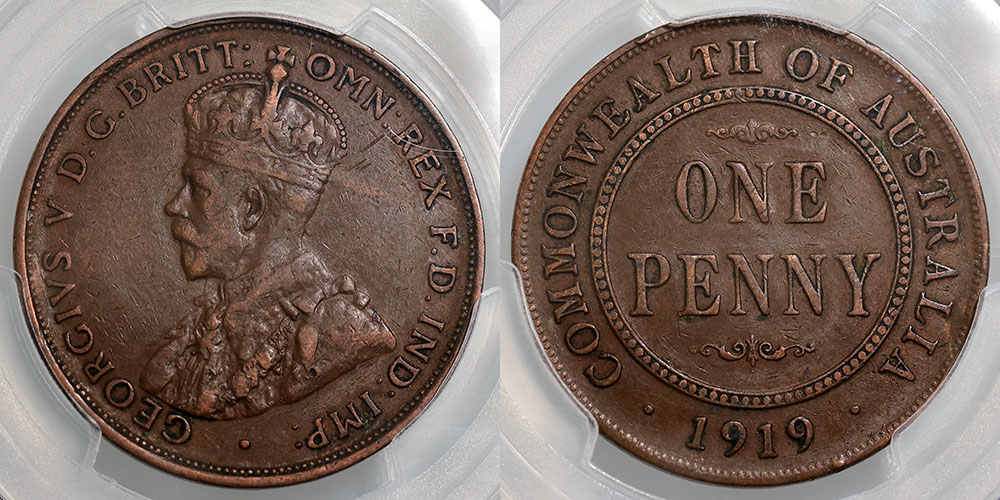 GEORGIVS V D.G.BRITT: OMN·REX F.D.IND:IMP:
COMMONWEALTH OF AUSTRALIA
ONE
PENNY
· 1919 ·